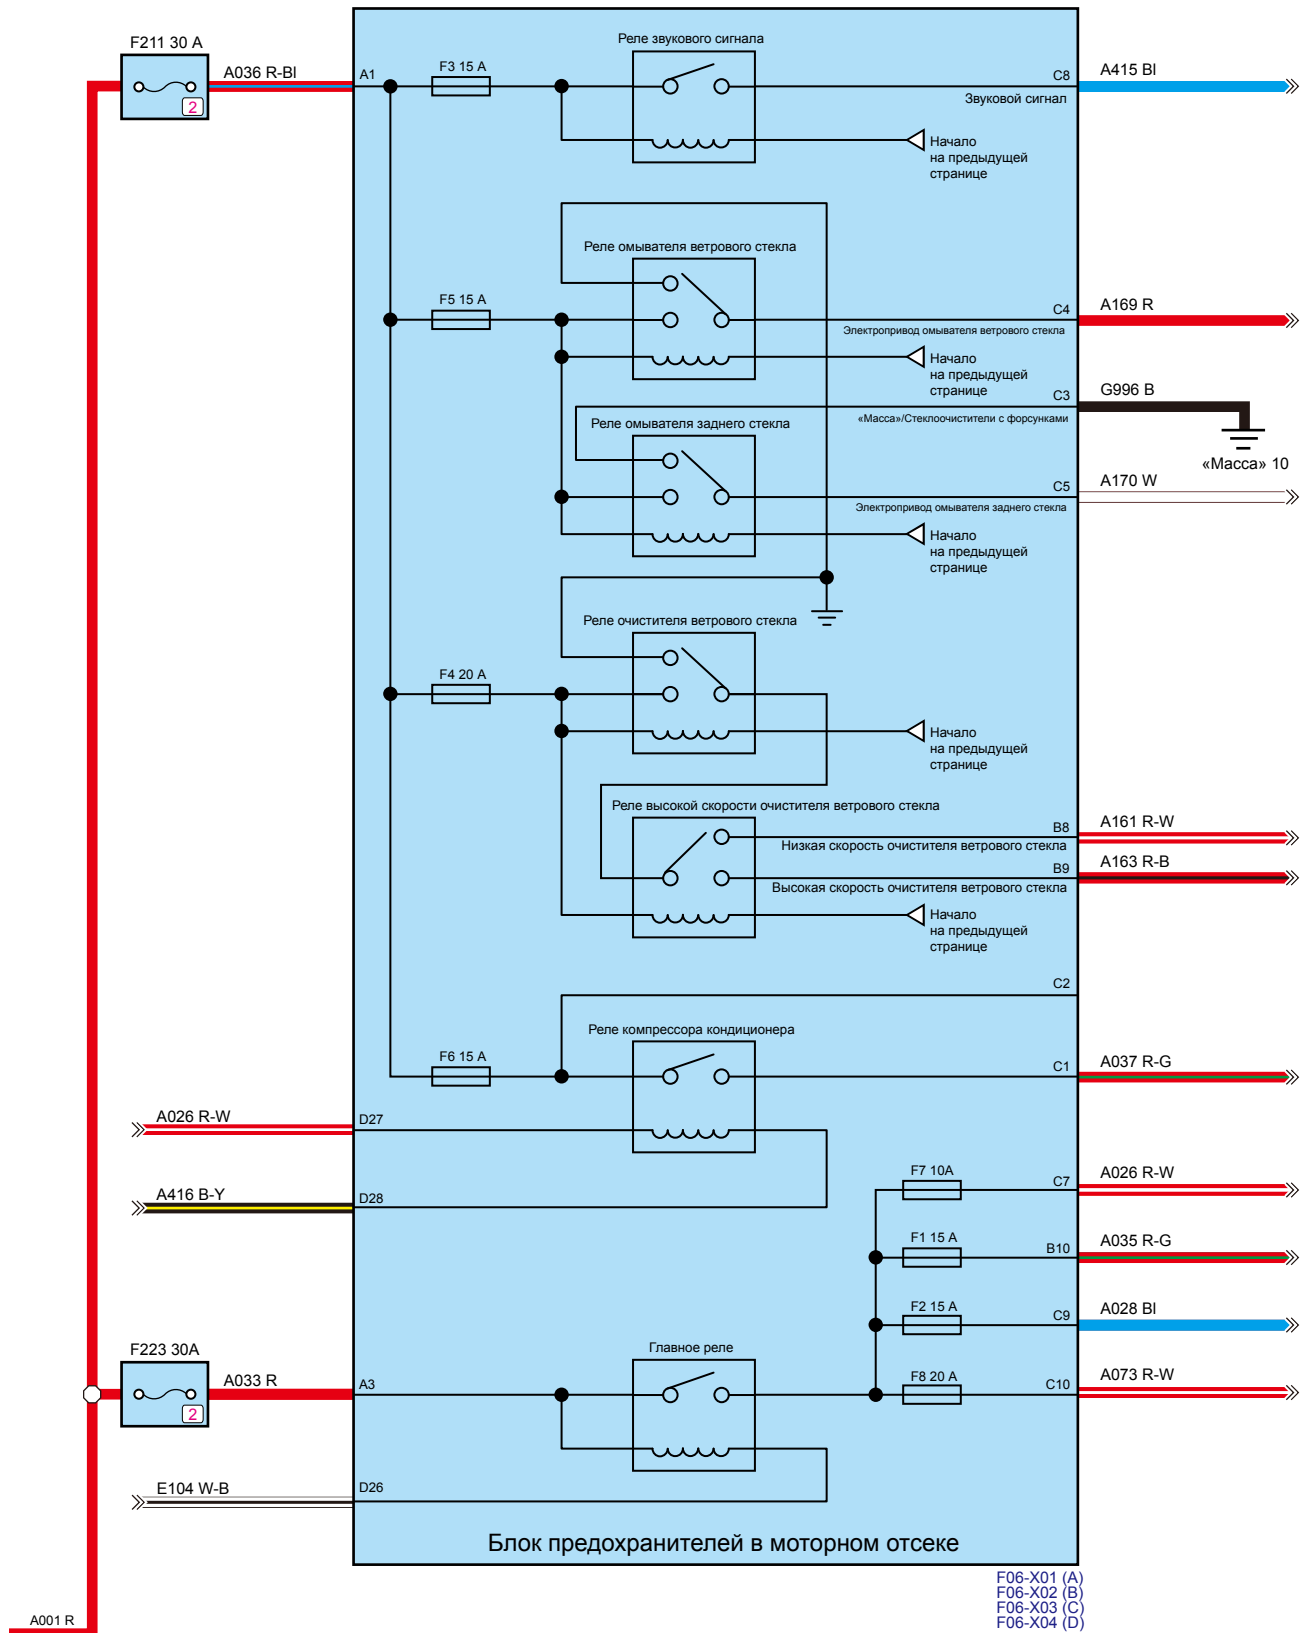 F211 30 A
2
A036 R-Bl
A1
F3 15 A
Реле звукового сигнала
C8
A415 Bl
Звуковой сигнал
Начало
на предыдущей
странице
Реле омывателя ветрового стекла
F5 15 A
C4
A169 R
Электропривод омывателя ветрового стекла
Начало
на предыдущей
странице
C3
G996 B
«Масса»/Стеклоочистители с форсунками
«Масса» 10
Реле омывателя заднего стекла
C5
A170 W
Электропривод омывателя заднего стекла
Начало
на предыдущей
странице
Реле очистителя ветрового стекла
F4 20 A
Начало
на предыдущей
странице
Реле высокой скорости очистителя ветрового стекла
B8
A161 R-W
Низкая скорость очистителя ветрового стекла
B9
A163 R-B
Высокая скорость очистителя ветрового стекла
Начало
на предыдущей
странице
C2
Реле компрессора кондиционера
F6 15 A
C1
A037 R-G
A026 R-W
D27
A416 B-Y
D28
F7 10A
C7
A026 R-W
F1 15 A
B10
A035 R-G
F2 15 A
C9
A028 Bl
F223 30A
2
A033 R
A3
Главное реле
F8 20 A
C10
A073 R-W
E104 W-B
D26
Блок предохранителей в моторном отсеке
F06-X01 (A)
F06-X02 (B)
F06-X03 (C)
F06-X04 (D)
A001 R